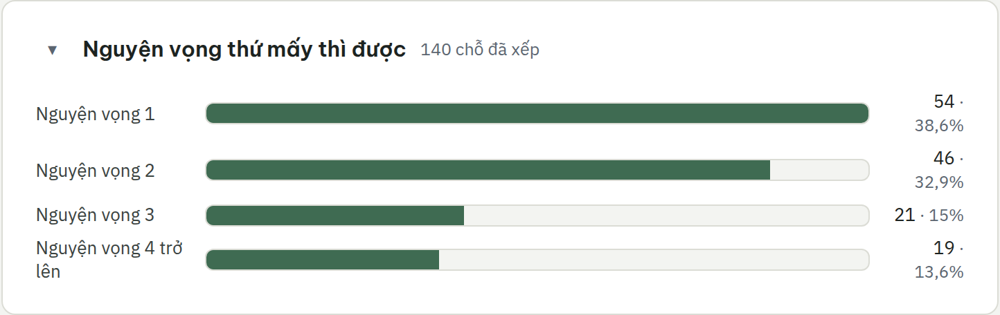 ▼ Nguyện vọng thứ mấy thì được 140 chỗ đã xếp
Nguyện vọng 1
54 ·
38,6%
Nguyện vọng 2
46 ·
32,9%
Nguyện vọng 3
21 · 15%
Nguyện vọng 4 trở
lên
19 ·
13,6%